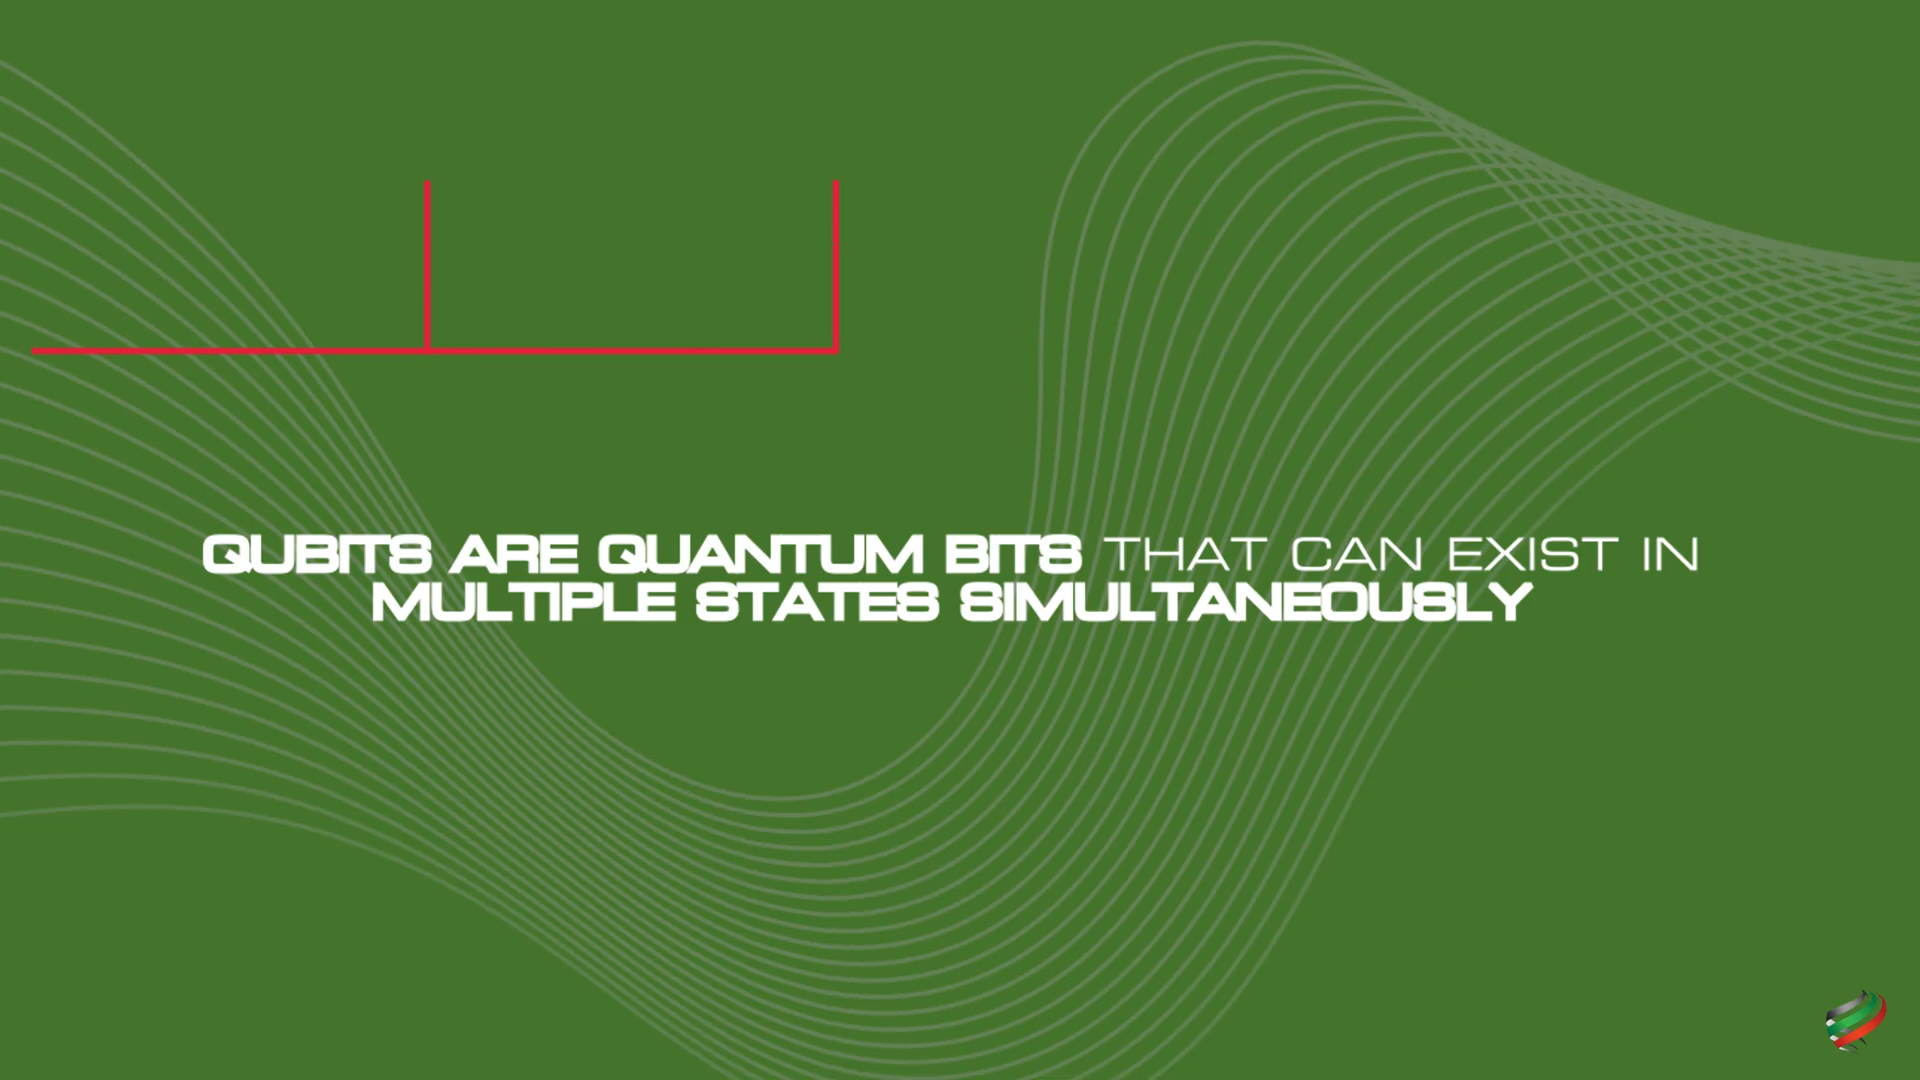 QUBITS ARE QUANTUM BITS THAT CAN EXIST IN
MULTIPLE STATES SIMULTANEOUSLY